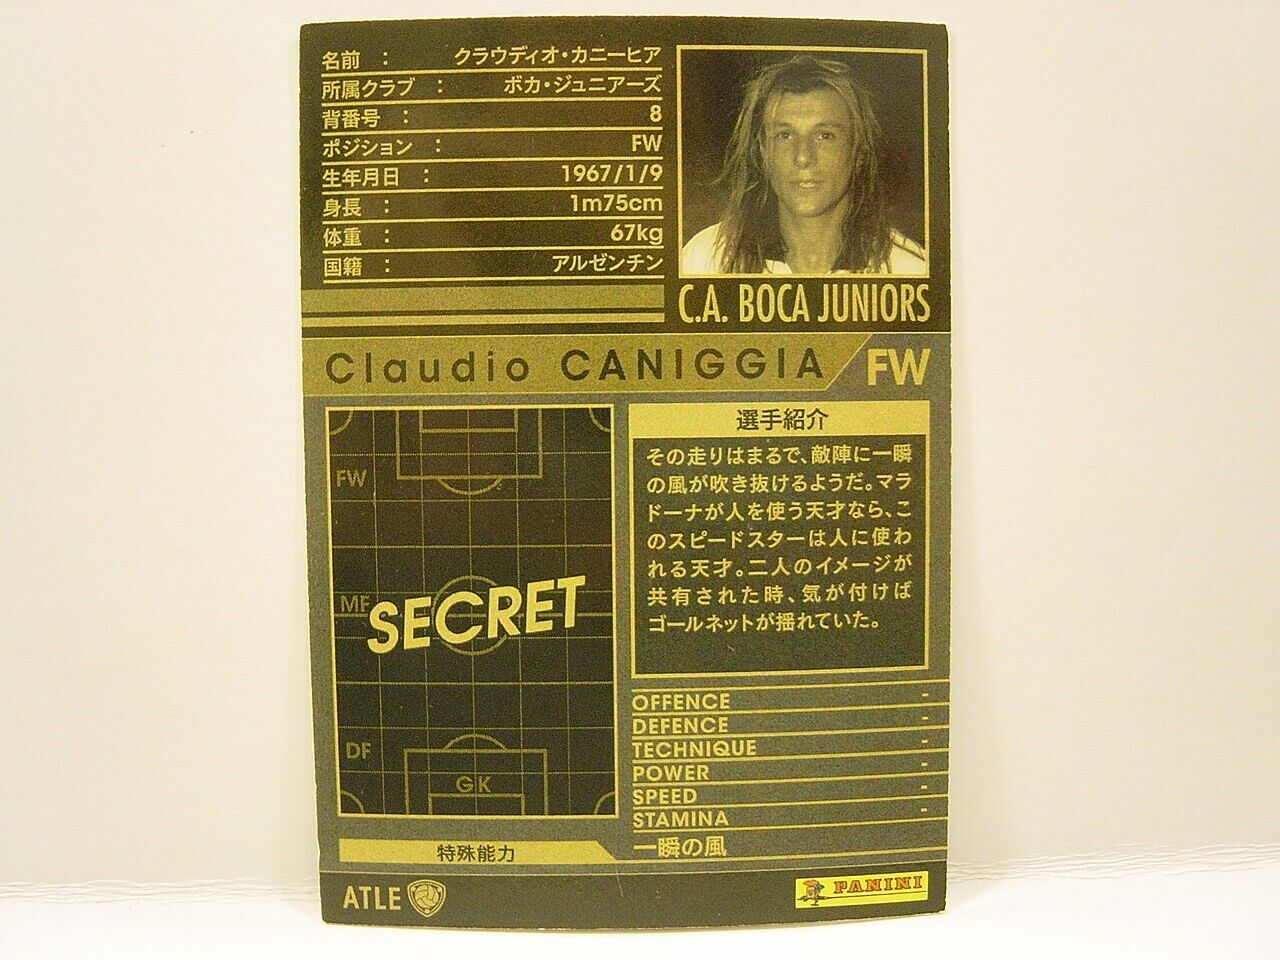 名前 : クラウディオ・カニーヒア
所属クラブ : ボカ・ジュニアーズ
背番号 : 8
ポジション : FW
生年月日 : 1967/1/9
身長 : 1m75cm
体重 : 67kg
国籍 : アルゼンチン
C.A. BOCA JUNIORS
Claudio CANIGGIA
FW
FW
MF
SECRET
DF
GK
選手紹介
その走りはまるで、敵陣に一瞬
の風が吹き抜けるようだ。マラ
ドーナが人を使う天才なら、こ
のスピードスターは人に使わ
れる天才。二人のイメージが
共有された時、気が付けば
ゴールネットが揺れていた。
OFFENCE -
DEFENCE -
TECHNIQUE -
POWER -
SPEED -
STAMINA -
特殊能力
一瞬の風
ATLE
PANINI